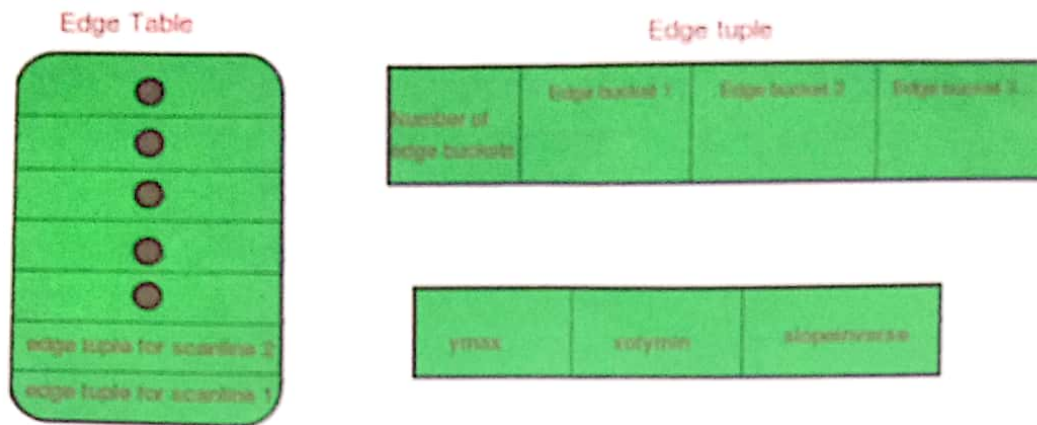 Edge Table
Edge tuple
Number of
edge buckets
Edge bucket 1
Edge bucket 2
Edge bucket 3...
edge tuple for scanline 2
edge tuple for scanline 1
ymax
xofymin
slopeinverse